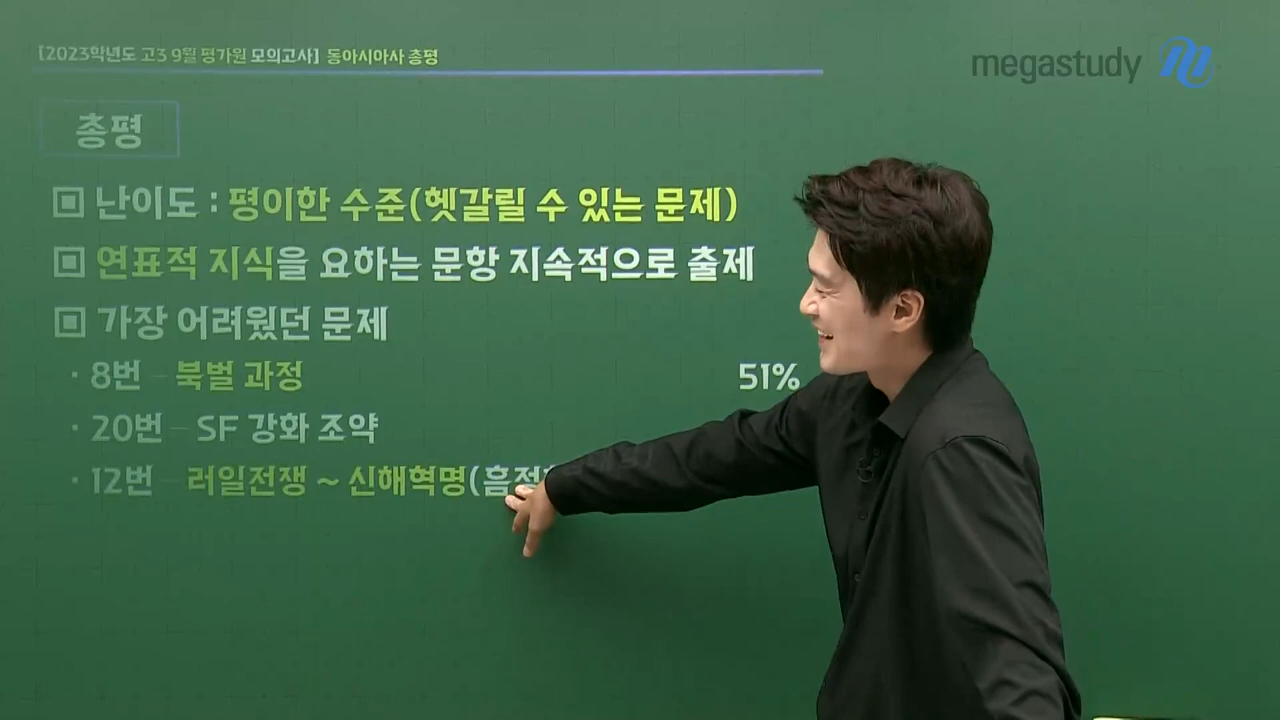 [2023학년도 고3 9월 평가원 모의고사] 동아시아사 총평
megastudy
총평
▣ 난이도 : 평이한 수준(헷갈릴 수 있는 문제)
▣ 연표적 지식을 요하는 문항 지속적으로 출제
▣ 가장 어려웠던 문제
· 8번 - 북벌 과정 51%
· 20번 - SF 강화 조약
· 12번 - 러일전쟁 ~ 신해혁명(흠정